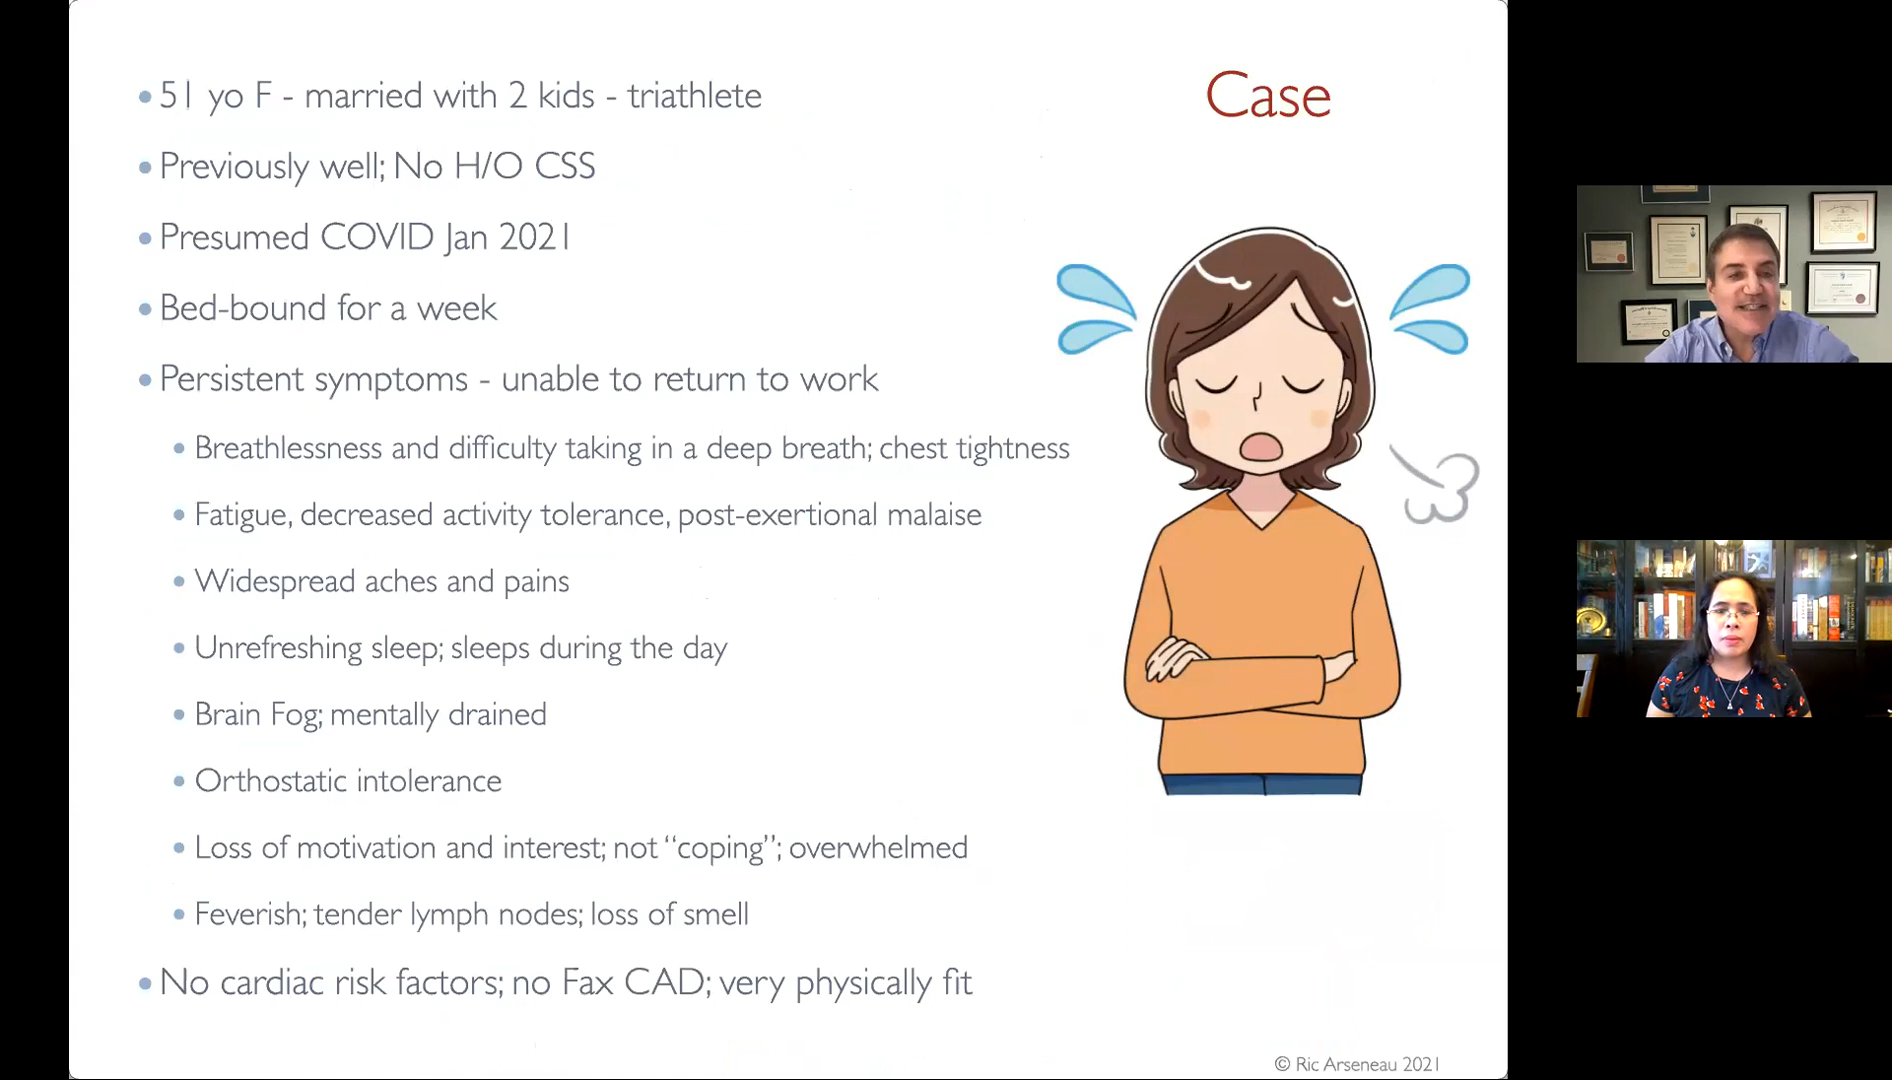 Case
51 yo F - married with 2 kids - triathlete
Previously well; No H/O CSS
Presumed COVID Jan 2021
Bed-bound for a week
Persistent symptoms - unable to return to work
Breathlessness and difficulty taking in a deep breath; chest tightness
Fatigue, decreased activity tolerance, post-exertional malaise
Widespread aches and pains
Unrefreshing sleep; sleeps during the day
Brain Fog; mentally drained
Orthostatic intolerance
Loss of motivation and interest; not “coping”; overwhelmed
Feverish; tender lymph nodes; loss of smell
No cardiac risk factors; no Fax CAD; very physically fit
© Ric Arseneau 2021